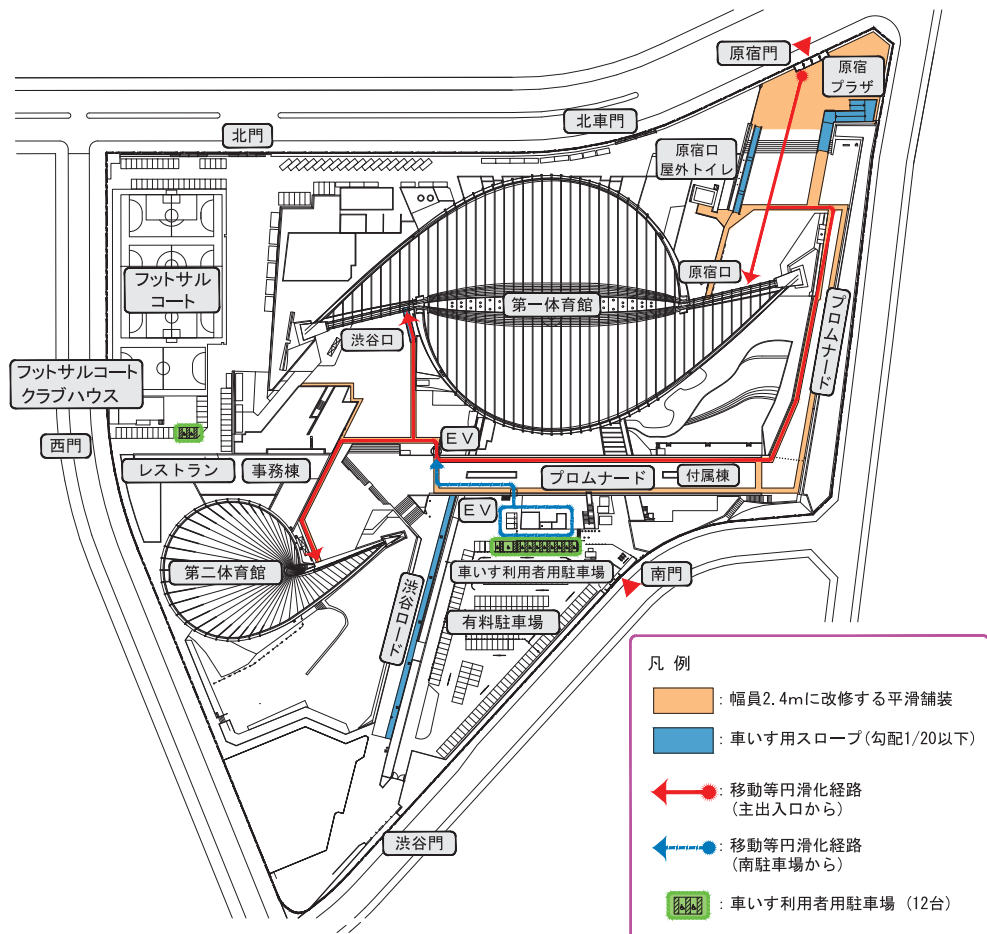 原宿門
原宿
プラザ
北車門
北門
原宿口
屋外トイレ
フットサル
コート
原宿口
第一体育館
プロムナード
渋谷口
フットサルコート
クラブハウス
西門
EV
レストラン
事務棟
プロムナード
付属棟
EV
第二体育館
車いす利用者用駐車場
南門
渋谷ロード
有料駐車場
渋谷門
凡 例
：幅員2.4mに改修する平滑舗装
：車いす用スロープ(勾配1/20以下)
：移動等円滑化経路
(主出入口から)
：移動等円滑化経路
(南駐車場から)
：車いす利用者用駐車場 (12台)